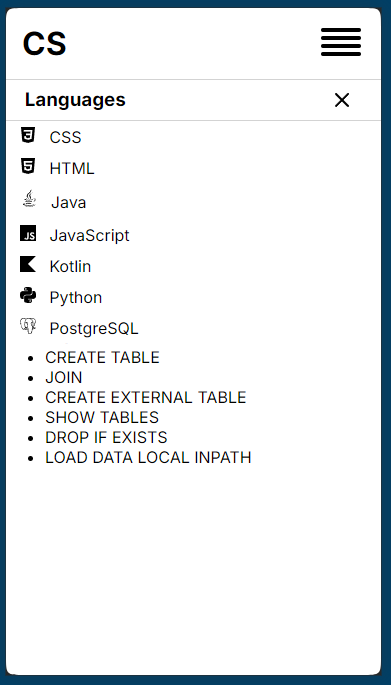 CS
Languages
CSS
HTML
Java
JS JavaScript
Kotlin
Python
PostgreSQL
CREATE TABLE
JOIN
CREATE EXTERNAL TABLE
SHOW TABLES
DROP IF EXISTS
LOAD DATA LOCAL INPATH